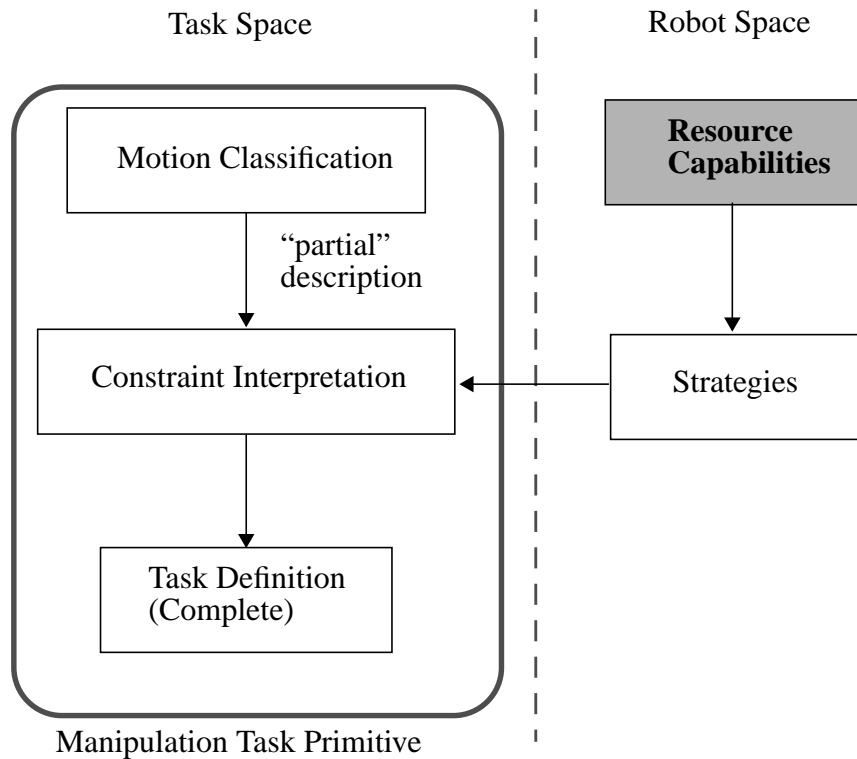 Task Space
Robot Space
Motion Classification
Resource
Capabilities
“partial”
description
Constraint Interpretation
Strategies
Task Definition
(Complete)
Manipulation Task Primitive